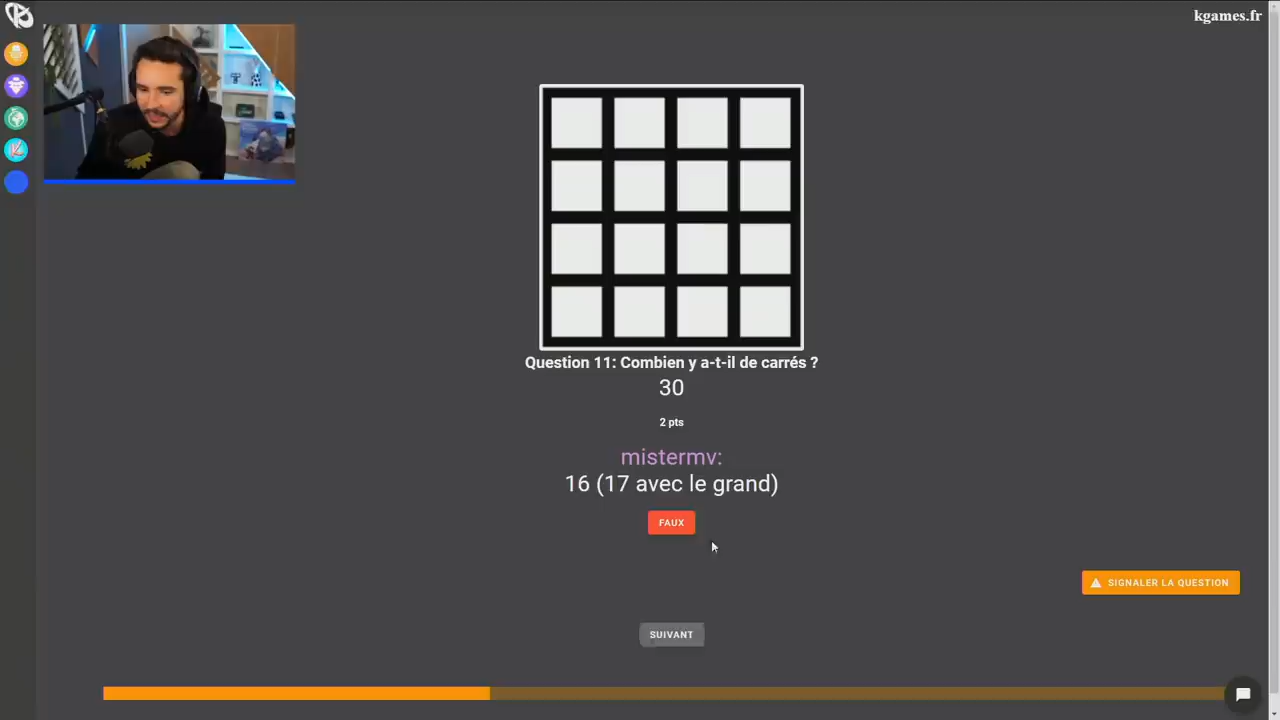 kgames.fr
Question 11: Combien y a-t-il de carrés ?
30
2 pts
mistermv:
16 (17 avec le grand)
FAUX
SIGNALER LA QUESTION
SUIVANT